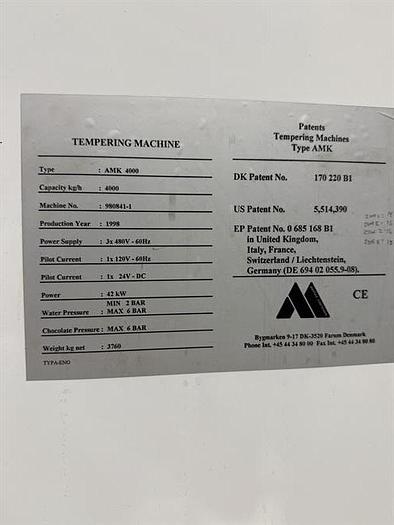 TEMPERING MACHINE
Type : AMK 4000
Capacity kg/h : 4000
Machine No. : 980841-1
Production Year : 1998
Power Supply : 3x 480V - 60Hz
Pilot Current : 1x 120V - 60Hz
Pilot Current : 1x 24V - DC
Power : 42 kW
MIN 2 BAR
Water Pressure : MAX 6 BAR
Chocolate Pressure : MAX 6 BAR
Weight kg net : 3760
TYPA-ENG
Patents
Tempering Machines
Type AMK
DK Patent No. 170 220 B1
US Patent No. 5,514,390
EP Patent No. 0 685 168 B1
in United Kingdom,
Italy, France,
Switzerland / Liechtenstein,
Germany (DE 694 02 055.9-08).
CE
Bygmarken 9-17 DK-3520 Farum Denmark
Phone Int. +45 44 34 80 00 Fax Int. +45 44 34 80 80